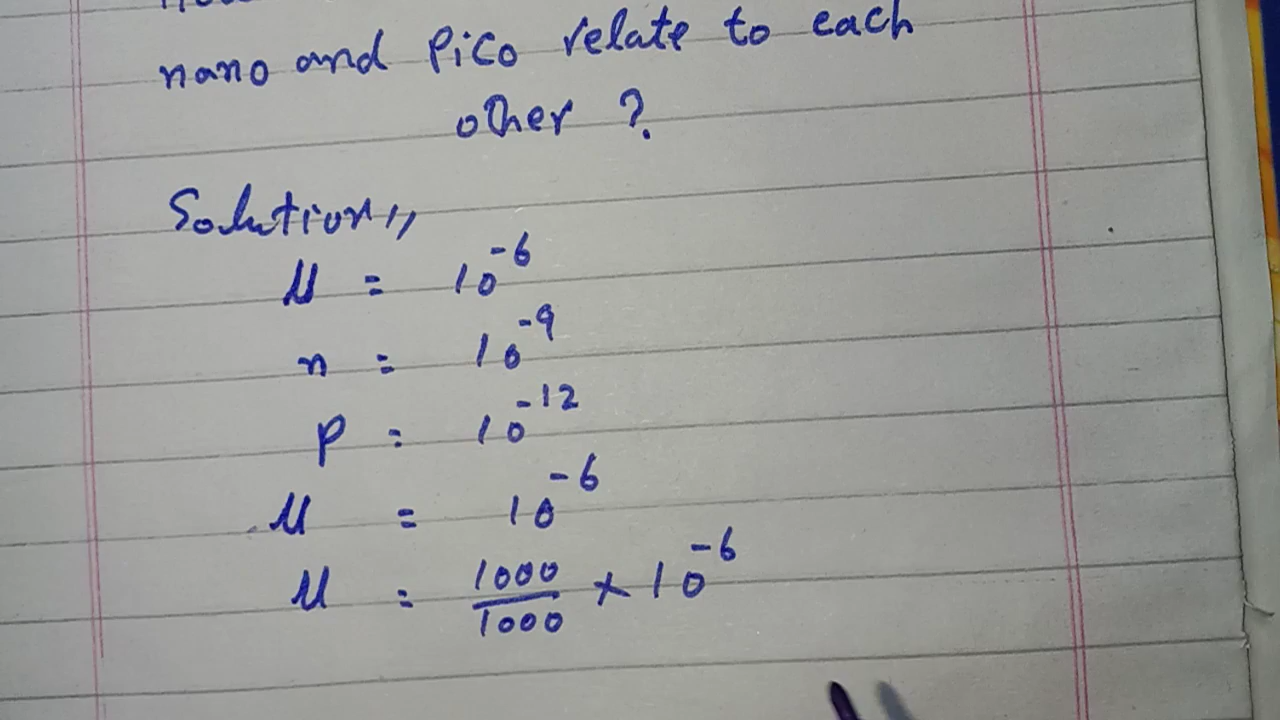 nano and pico relate to each
other ?
Solution,,
μ = 10^-6
n = 10^-9
p = 10^-12
μ = 10^-6
μ = 1000/1000 × 10^-6